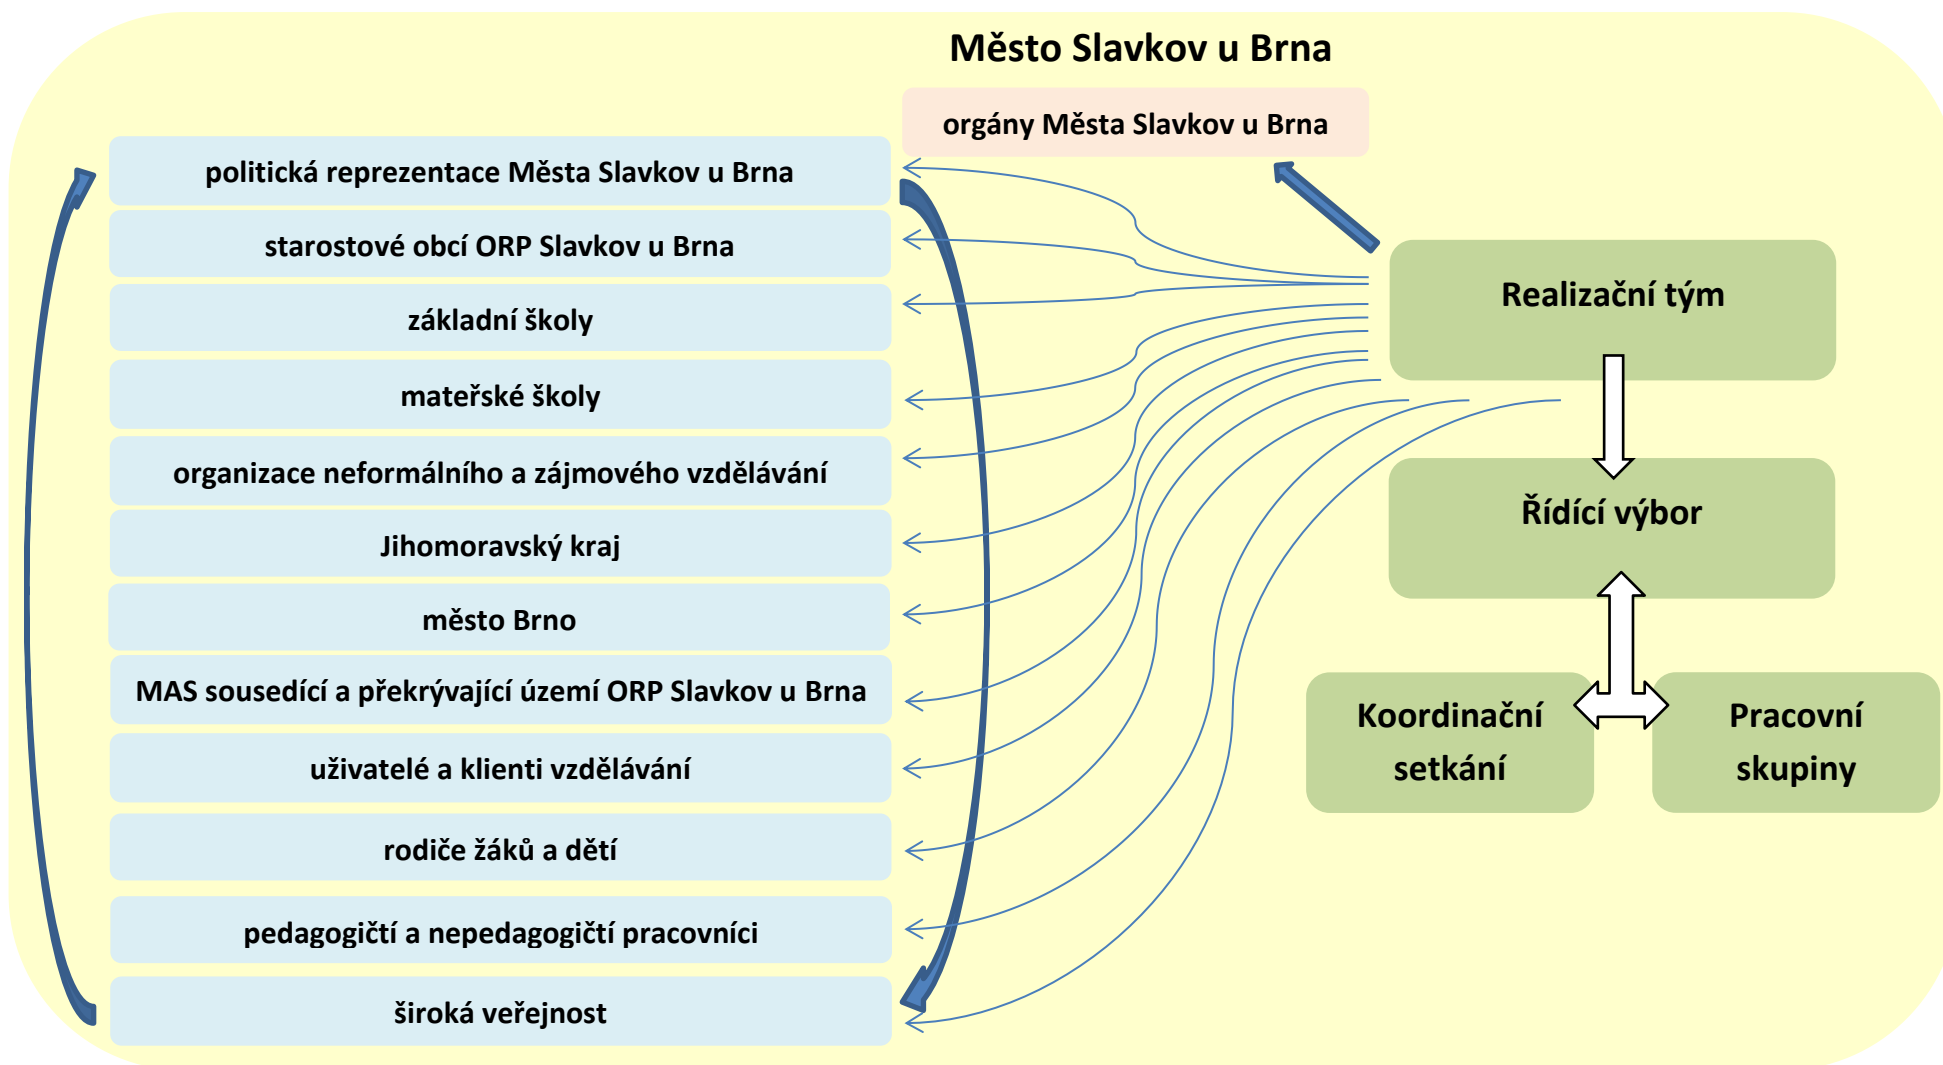 Město Slavkov u Brna
orgány Města Slavkov u Brna
politická reprezentace Města Slavkov u Brna
starostové obcí ORP Slavkov u Brna
základní školy
mateřské školy
organizace neformálního a zájmového vzdělávání
Jihomoravský kraj
město Brno
MAS sousedící a překrývající území ORP Slavkov u Brna
uživatelé a klienti vzdělávání
rodiče žáků a dětí
pedagogičtí a nepedagogičtí pracovníci
široká veřejnost
Realizační tým
Řídící výbor
Koordinační
setkání
Pracovní
skupiny